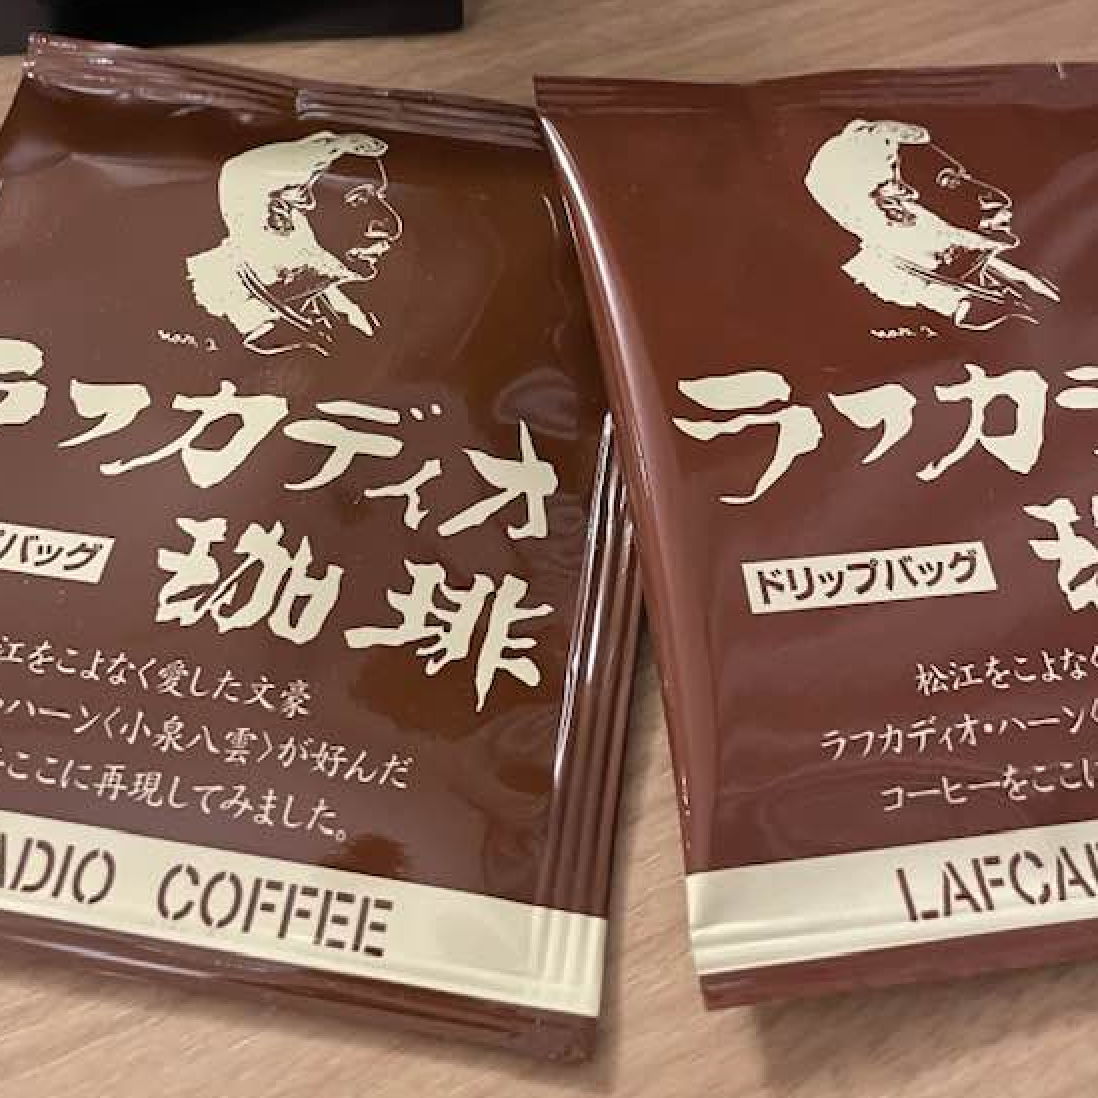 ラフカディオ
珈琲
バッグ
江をこよなく愛した文豪
・ハーン〈小泉八雲〉が好んだ
ここに再現してみました。
ADIO COFFEE
ラフカデ
ドリップバッグ
松江をこよな
ラフカディオ・ハーン
コーヒーをここ
LAFCA